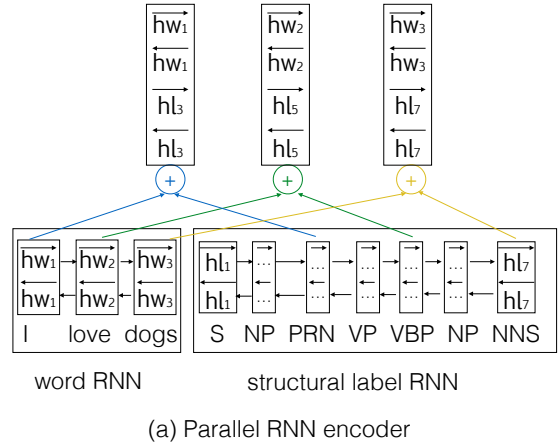 hw1 hw2 hw3
hw1 hw2 hw3
hl3 hl5 hl7
hl3 hl5 hl7
+ + +
hw1 hw2 hw3 hl1 ... ... ... ... ... hl7
hw1 hw2 hw3 hl1 ... ... ... ... ... hl7
I love dogs S NP PRN VP VBP NP NNS
word RNN structural label RNN
(a) Parallel RNN encoder